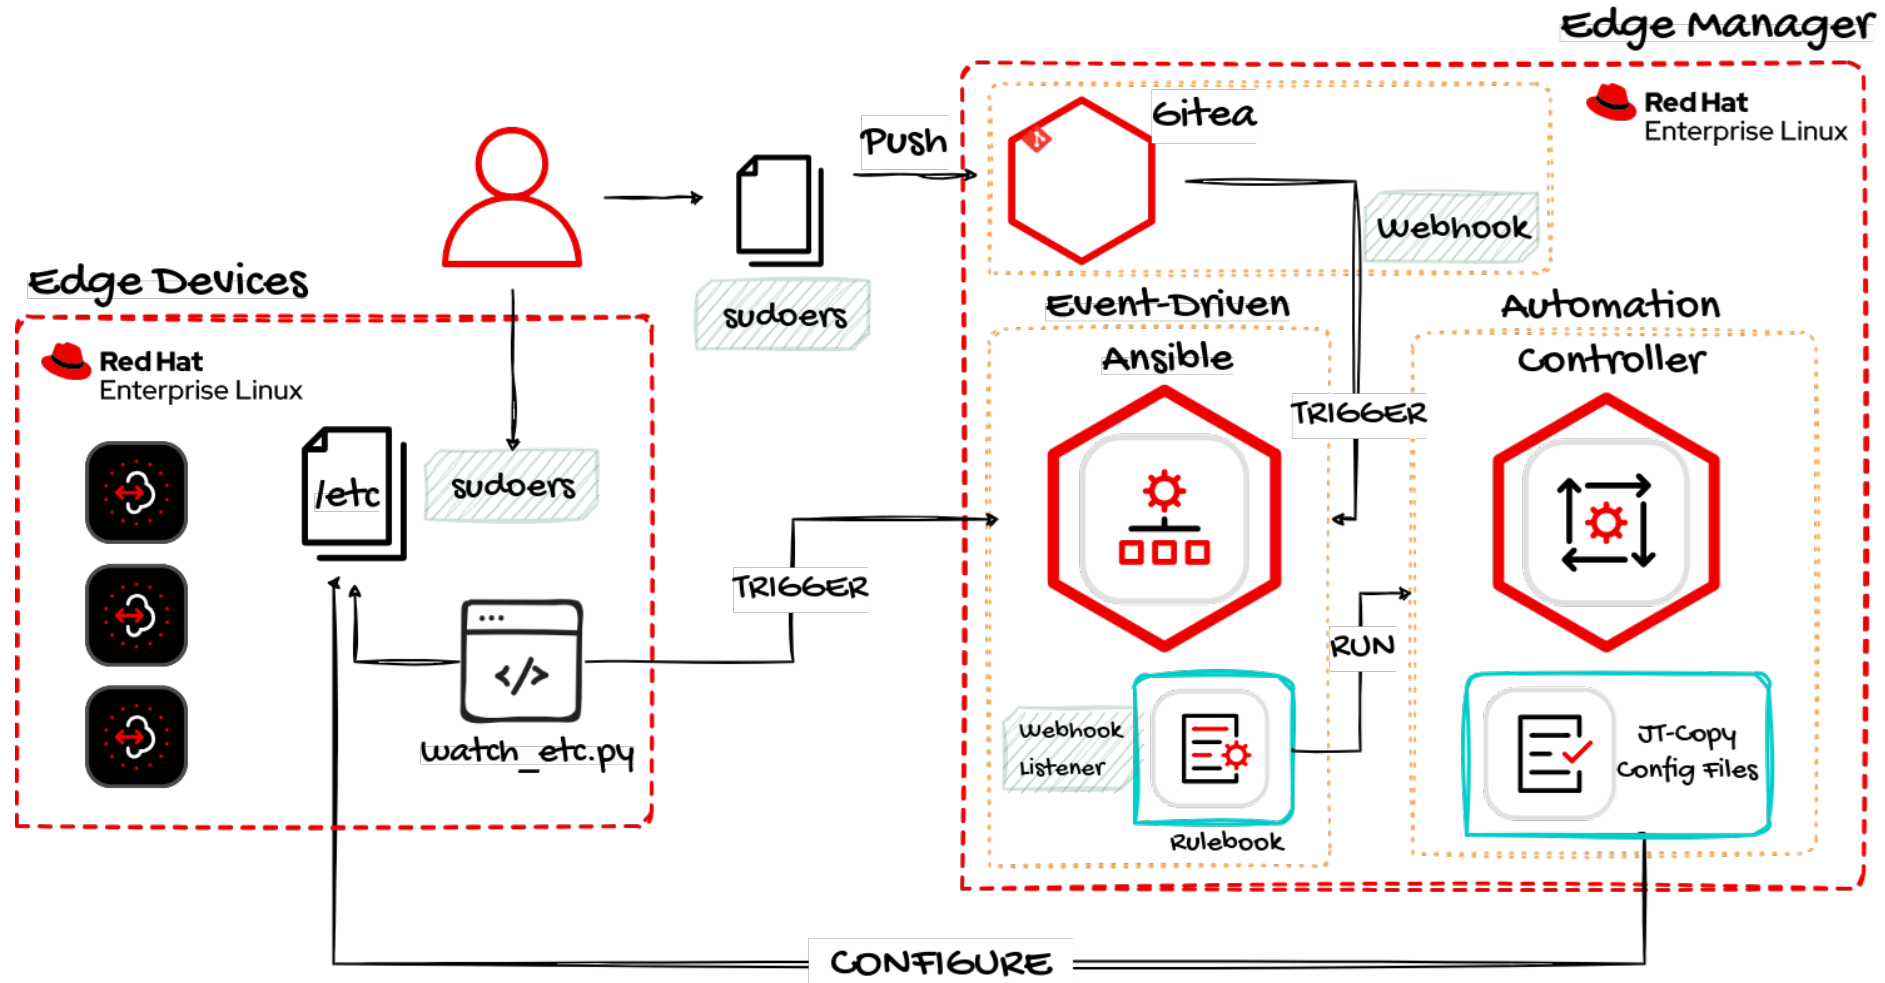 Edge Manager
Red Hat
Enterprise Linux
Gitea
Push
Webhook
sudoers
Edge Devices
Red Hat
Enterprise Linux
/etc
sudoers
watch_etc.py
TRIGGER
Event-Driven
Ansible
TRIGGER
Automation
Controller
RUN
Webhook
Listener
Rulebook
JT-Copy
Config Files
CONFIGURE